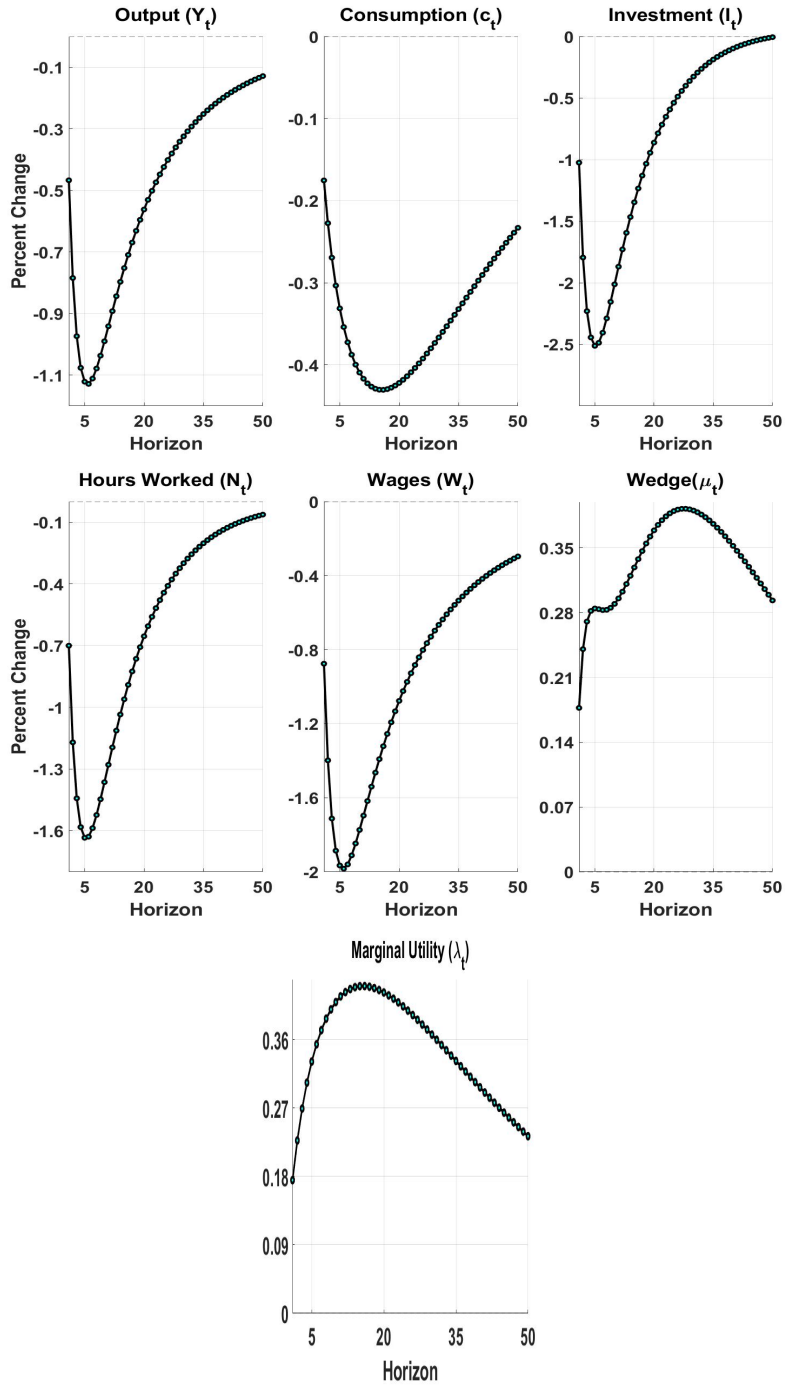 Output (Y_t)
Percent Change
-0.1
-0.3
-0.5
-0.7
-0.9
-1.1
5 20 35 50
Horizon
Consumption (c_t)
0
-0.1
-0.2
-0.3
-0.4
5 20 35 50
Horizon
Investment (I_t)
0
-0.5
-1
-1.5
-2
-2.5
5 20 35 50
Horizon
Hours Worked (N_t)
Percent Change
-0.1
-0.4
-0.7
-1
-1.3
-1.6
5 20 35 50
Horizon
Wages (W_t)
0
-0.4
-0.8
-1.2
-1.6
-2
5 20 35 50
Horizon
Wedge(μ_t)
0.35
0.28
0.21
0.14
0.07
0
5 20 35 50
Horizon
Marginal Utility (λ_t)
0.36
0.27
0.18
0.09
0
5 20 35 50
Horizon